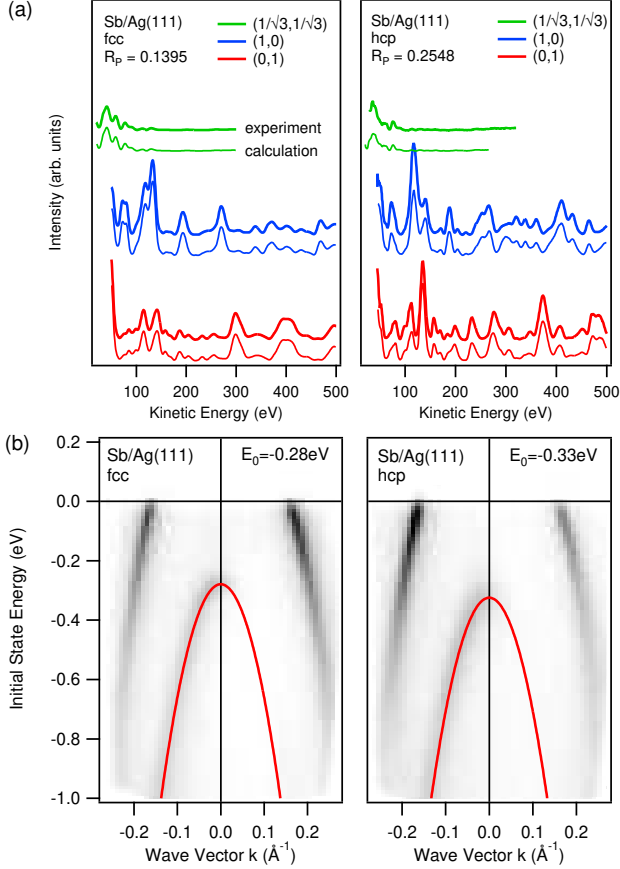 (a)
Sb/Ag(111)
fcc
R_P = 0.1395
(1/√3,1/√3)
(1,0)
(0,1)
experiment
calculation
Intensity (arb. units)
100 200 300 400 500
Kinetic Energy (eV)
Sb/Ag(111)
hcp
R_P = 0.2548
(1/√3,1/√3)
(1,0)
(0,1)
100 200 300 400 500
Kinetic Energy (eV)
(b)
Initial State Energy (eV)
0.2
0.0
-0.2
-0.4
-0.6
-0.8
-1.0
Sb/Ag(111)
fcc
E₀=-0.28eV
-0.2 -0.1 0.0 0.1 0.2
Wave Vector k (Å⁻¹)
Sb/Ag(111)
hcp
E₀=-0.33eV
-0.2 -0.1 0.0 0.1 0.2
Wave Vector k (Å⁻¹)